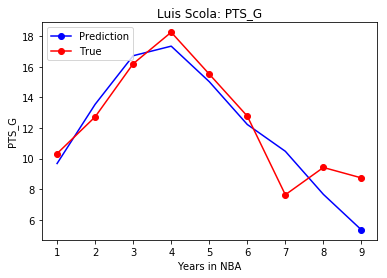 Luis Scola: PTS_G
Prediction
True
PTS_G
18
16
14
12
10
8
6
1 2 3 4 5 6 7 8 9
Years in NBA